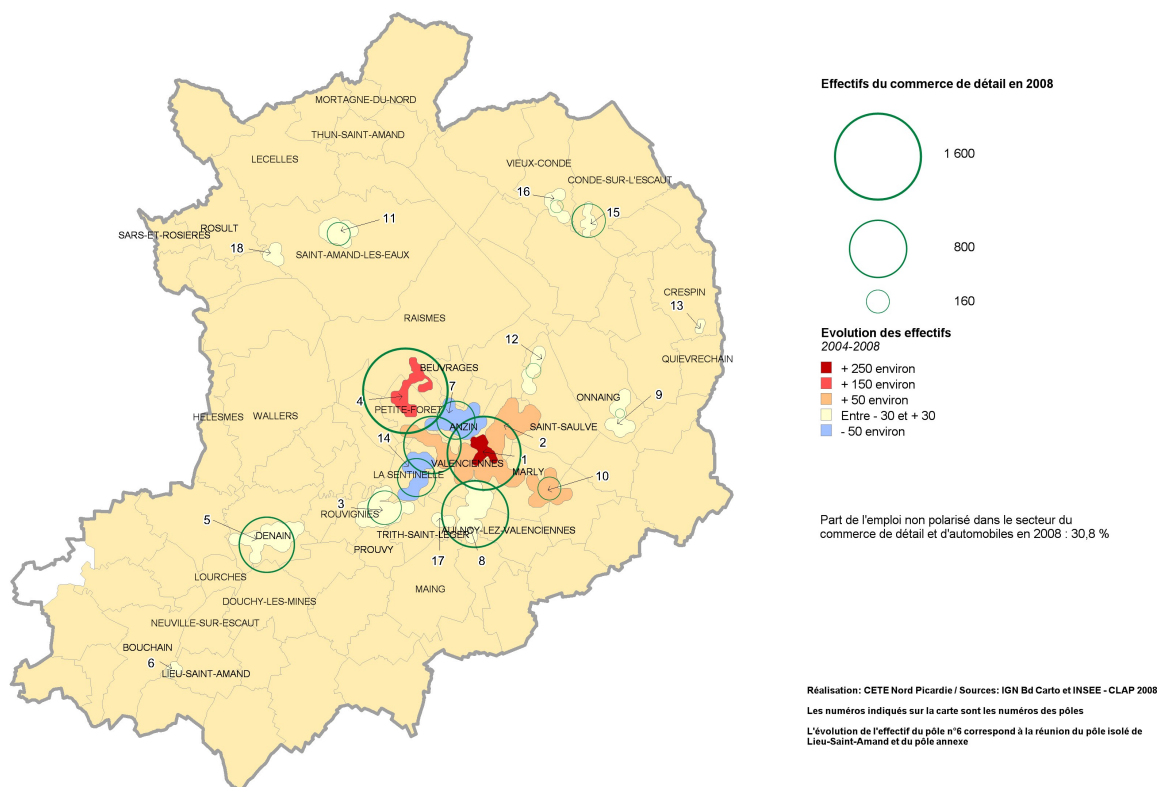 MORTAGNE-DU-NORD
THUN-SAINT-AMAND
LECELLES
VIEUX-CONDE
CONDE-SUR-L'ESCAUT
16
15
11
ROSULT
SARS-ET-ROSIERES
18
SAINT-AMAND-LES-EAUX
CRESPIN
13
RAISMES
12
QUIEVRECHAIN
BEUVRAGES
7
4
PETITE-FORET
ONNAING
9
HELESMES
WALLERS
ANZIN
SAINT-SAULVE
14
2
VALENCIENNES
1
MARLY
LA SENTINELLE
10
3
ROUVIGNIES
5
DENAIN
TRITH-SAINT-LEGER
AULNOY-LEZ-VALENCIENNES
PROUVY
17
8
LOURCHES
MAING
DOUCHY-LES-MINES
NEUVILLE-SUR-ESCAUT
BOUCHAIN
6
LIEU-SAINT-AMAND
Effectifs du commerce de détail en 2008
1 600
800
160
Evolution des effectifs
2004-2008
+ 250 environ
+ 150 environ
+ 50 environ
Entre - 30 et + 30
- 50 environ
Part de l'emploi non polarisé dans le secteur du
commerce de détail et d'automobiles en 2008 : 30,8 %
Réalisation: CETE Nord Picardie / Sources: IGN Bd Carto et INSEE - CLAP 2008
Les numéros indiqués sur la carte sont les numéros des pôles
L'évolution de l'effectif du pôle n°6 correspond à la réunion du pôle isolé de
Lieu-Saint-Amand et du pôle annexe